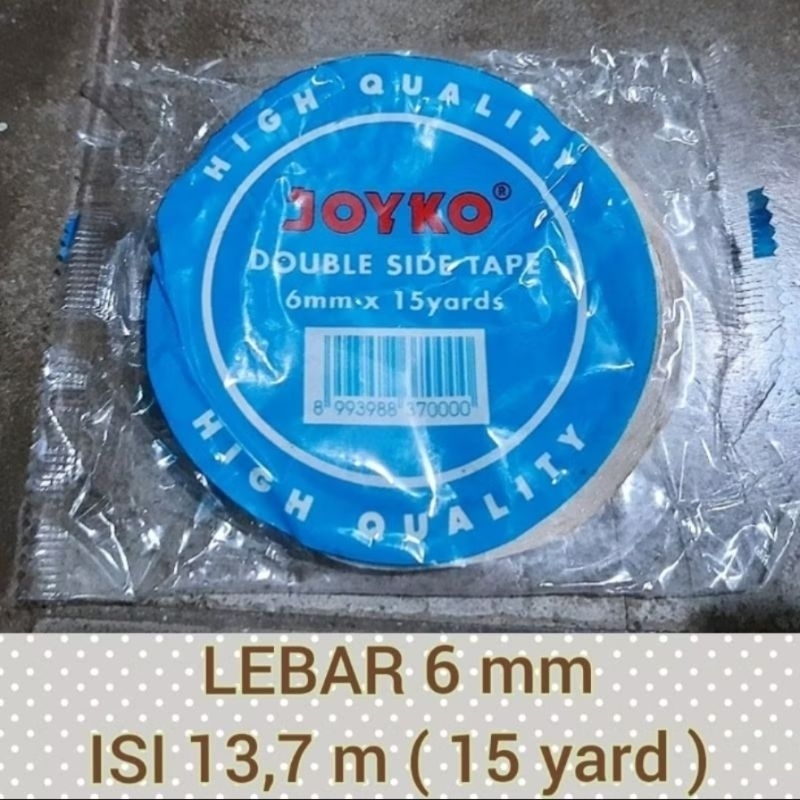 HIGH QUALITY
JOYKO®
DOUBLE SIDE TAPE
6mm x 15yards
8 993988 370000
HIGH QUALITY
LEBAR 6 mm
ISI 13,7 m ( 15 yard )